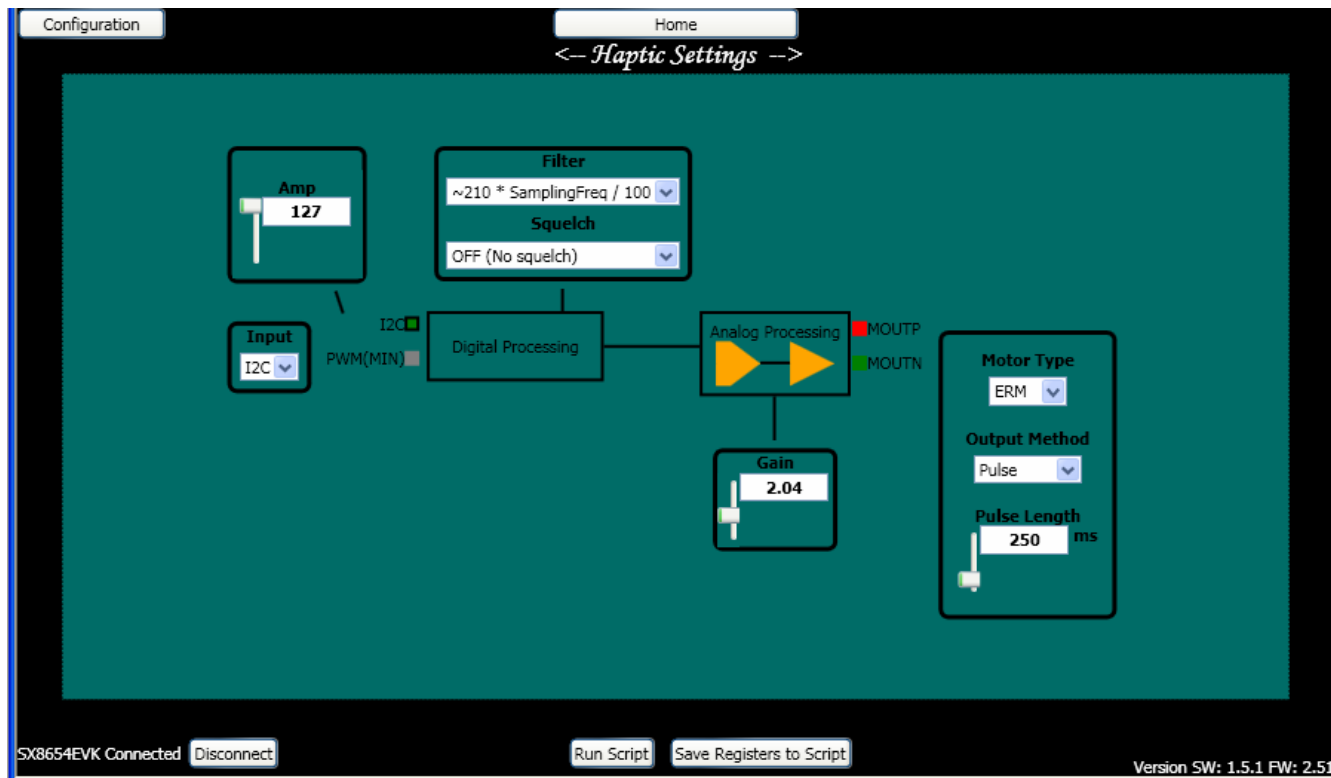 Configuration
Home
<-- Haptic Settings -->
Amp
127
Filter
~210 * SamplingFreq / 100
Squelch
OFF (No squelch)
Input
I2C
I2C
PWM(MIN)
Digital Processing
Analog Processing
MOUTP
MOUTN
Gain
2.04
Motor Type
ERM
Output Method
Pulse
Pulse Length
250 ms
SX8654EVK Connected
Disconnect
Run Script
Save Registers to Script
Version SW: 1.5.1 FW: 2.51